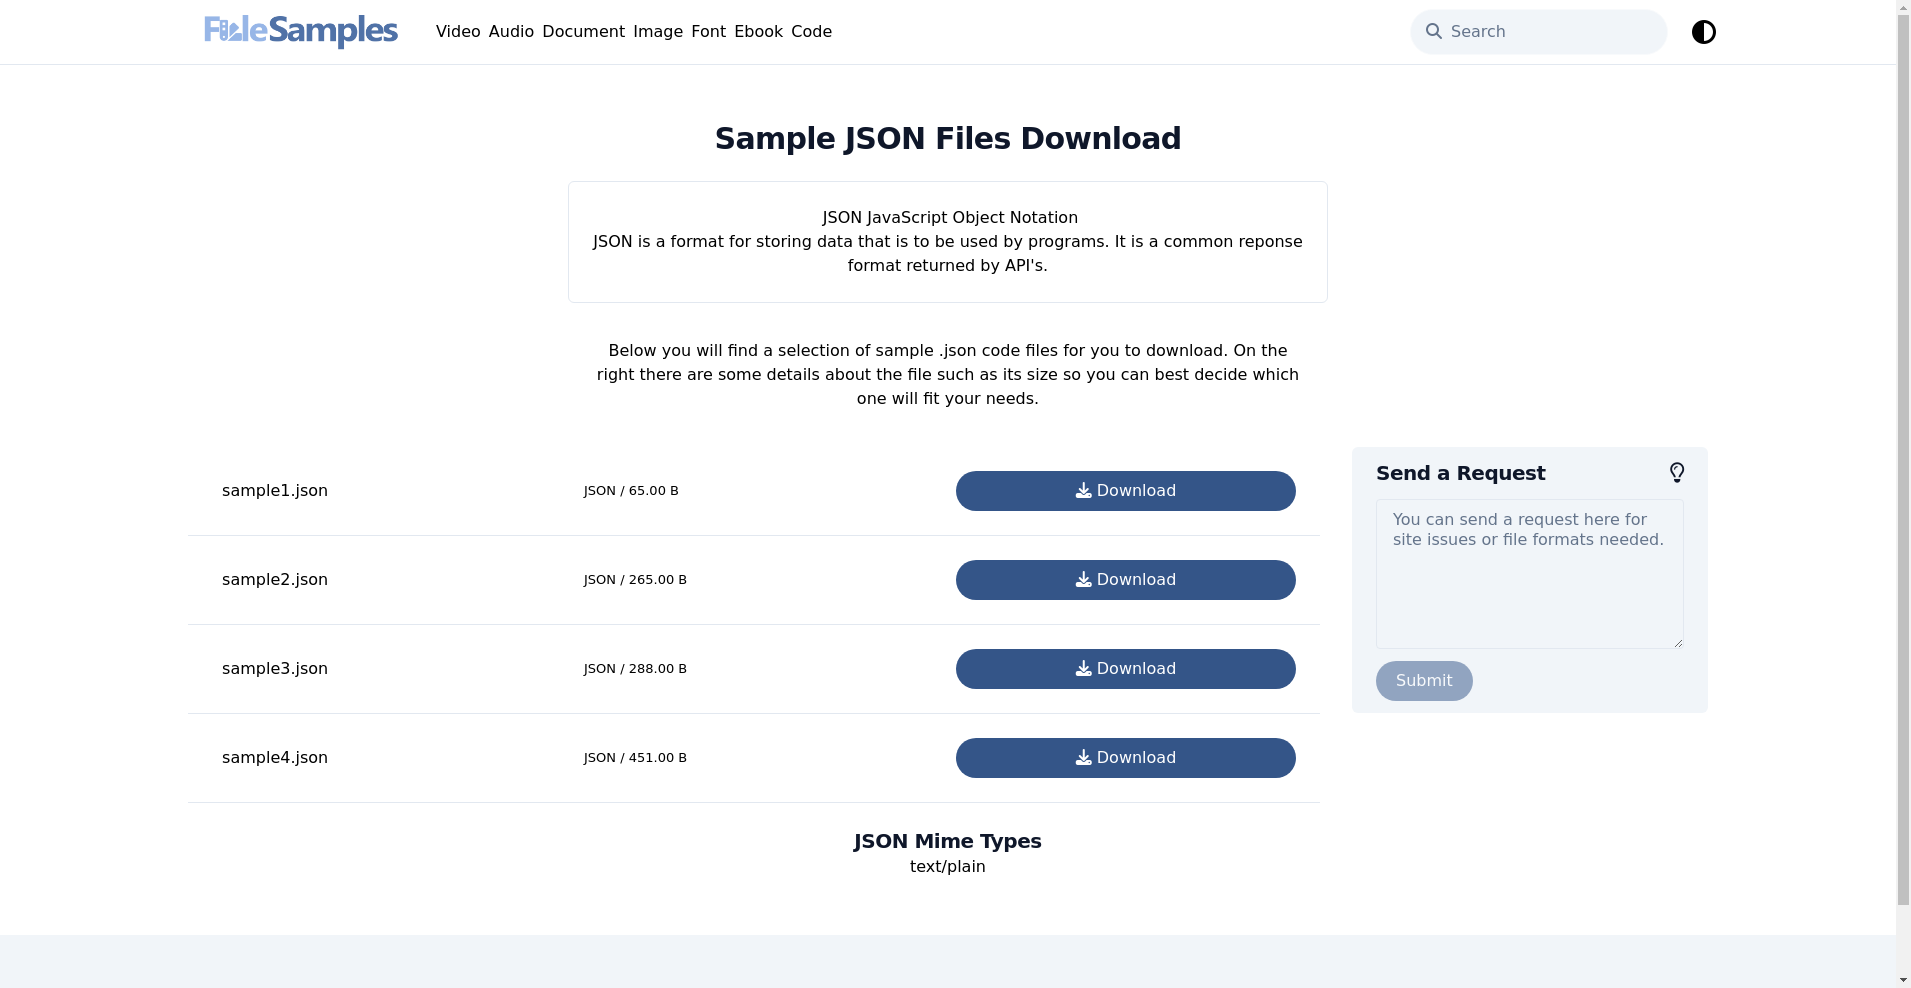 FileSamples
Video Audio Document Image Font Ebook Code
Search
Sample JSON Files Download
JSON JavaScript Object Notation
JSON is a format for storing data that is to be used by programs. It is a common reponse
format returned by API's.
Below you will find a selection of sample .json code files for you to download. On the
right there are some details about the file such as its size so you can best decide which
one will fit your needs.
sample1.json JSON / 65.00 B Download
sample2.json JSON / 265.00 B Download
sample3.json JSON / 288.00 B Download
sample4.json JSON / 451.00 B Download
Send a Request
You can send a request here for
site issues or file formats needed.
Submit
JSON Mime Types
text/plain